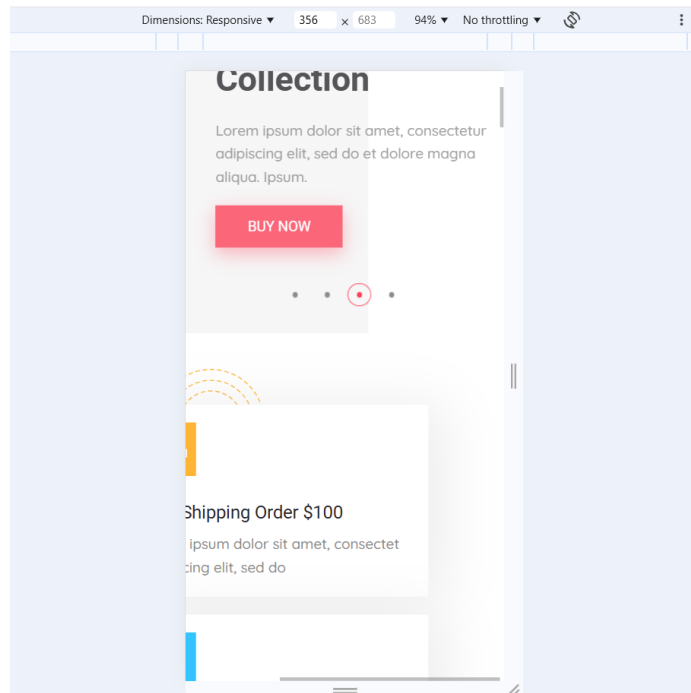 Dimensions: Responsive ▼ 356 × 683 94% ▼ No throttling ▼
Collection
Lorem ipsum dolor sit amet, consectetur
adipiscing elit, sed do et dolore magna
aliqua. Ipsum.
BUY NOW
Shipping Order $100
ipsum dolor sit amet, consectet
cing elit, sed do